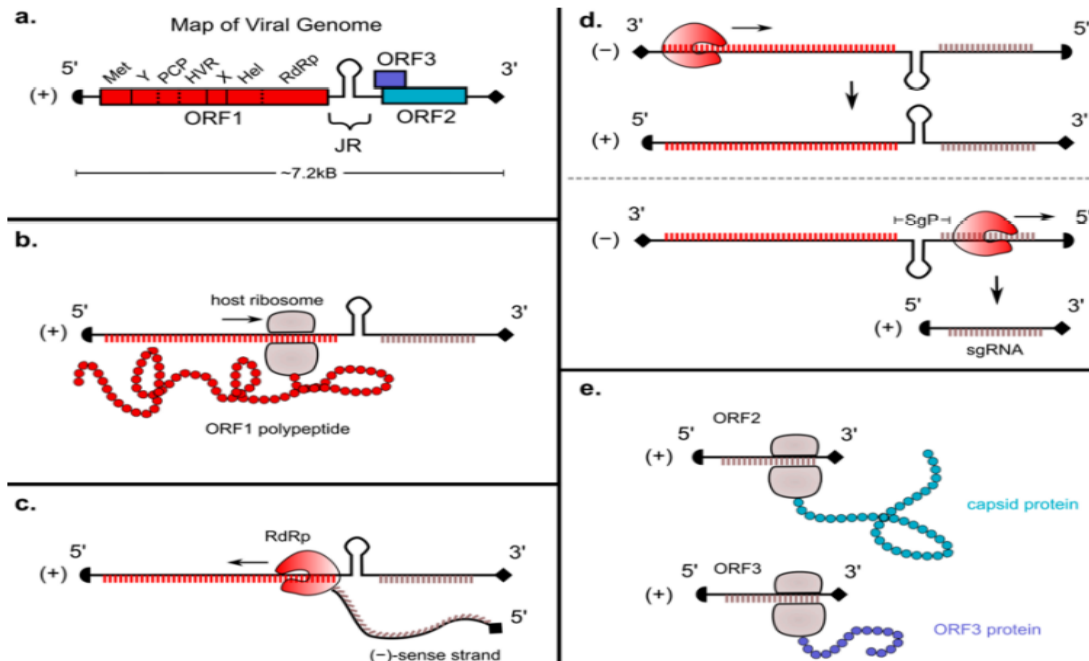 a.
Map of Viral Genome
5'
3'
(+)
Met Y PCP HVR X Hel RdRp
ORF3
ORF1
ORF2
JR
~7.2kB
b.
host ribosome
5'
3'
(+)
ORF1 polypeptide
c.
RdRp
5'
3'
(+)
5'
(−)-sense strand
d.
3'
5'
(−)
5'
3'
(+)
3'
SgP
5'
(−)
5'
3'
(+)
sgRNA
e.
ORF2
5'
3'
(+)
capsid protein
ORF3
5'
3'
(+)
ORF3 protein